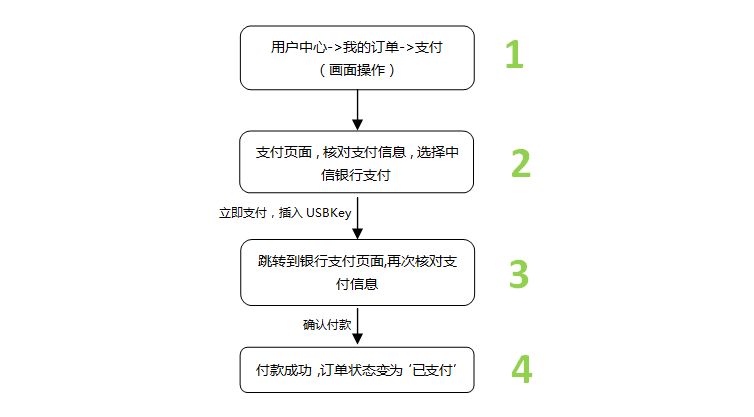 用户中心->我的订单->支付
（画面操作）
1
支付页面，核对支付信息，选择中
信银行支付
2
立即支付，插入 USBKey
跳转到银行支付页面,再次核对支
付信息
3
确认付款
付款成功 ,订单状态变为 ‘已支付’
4